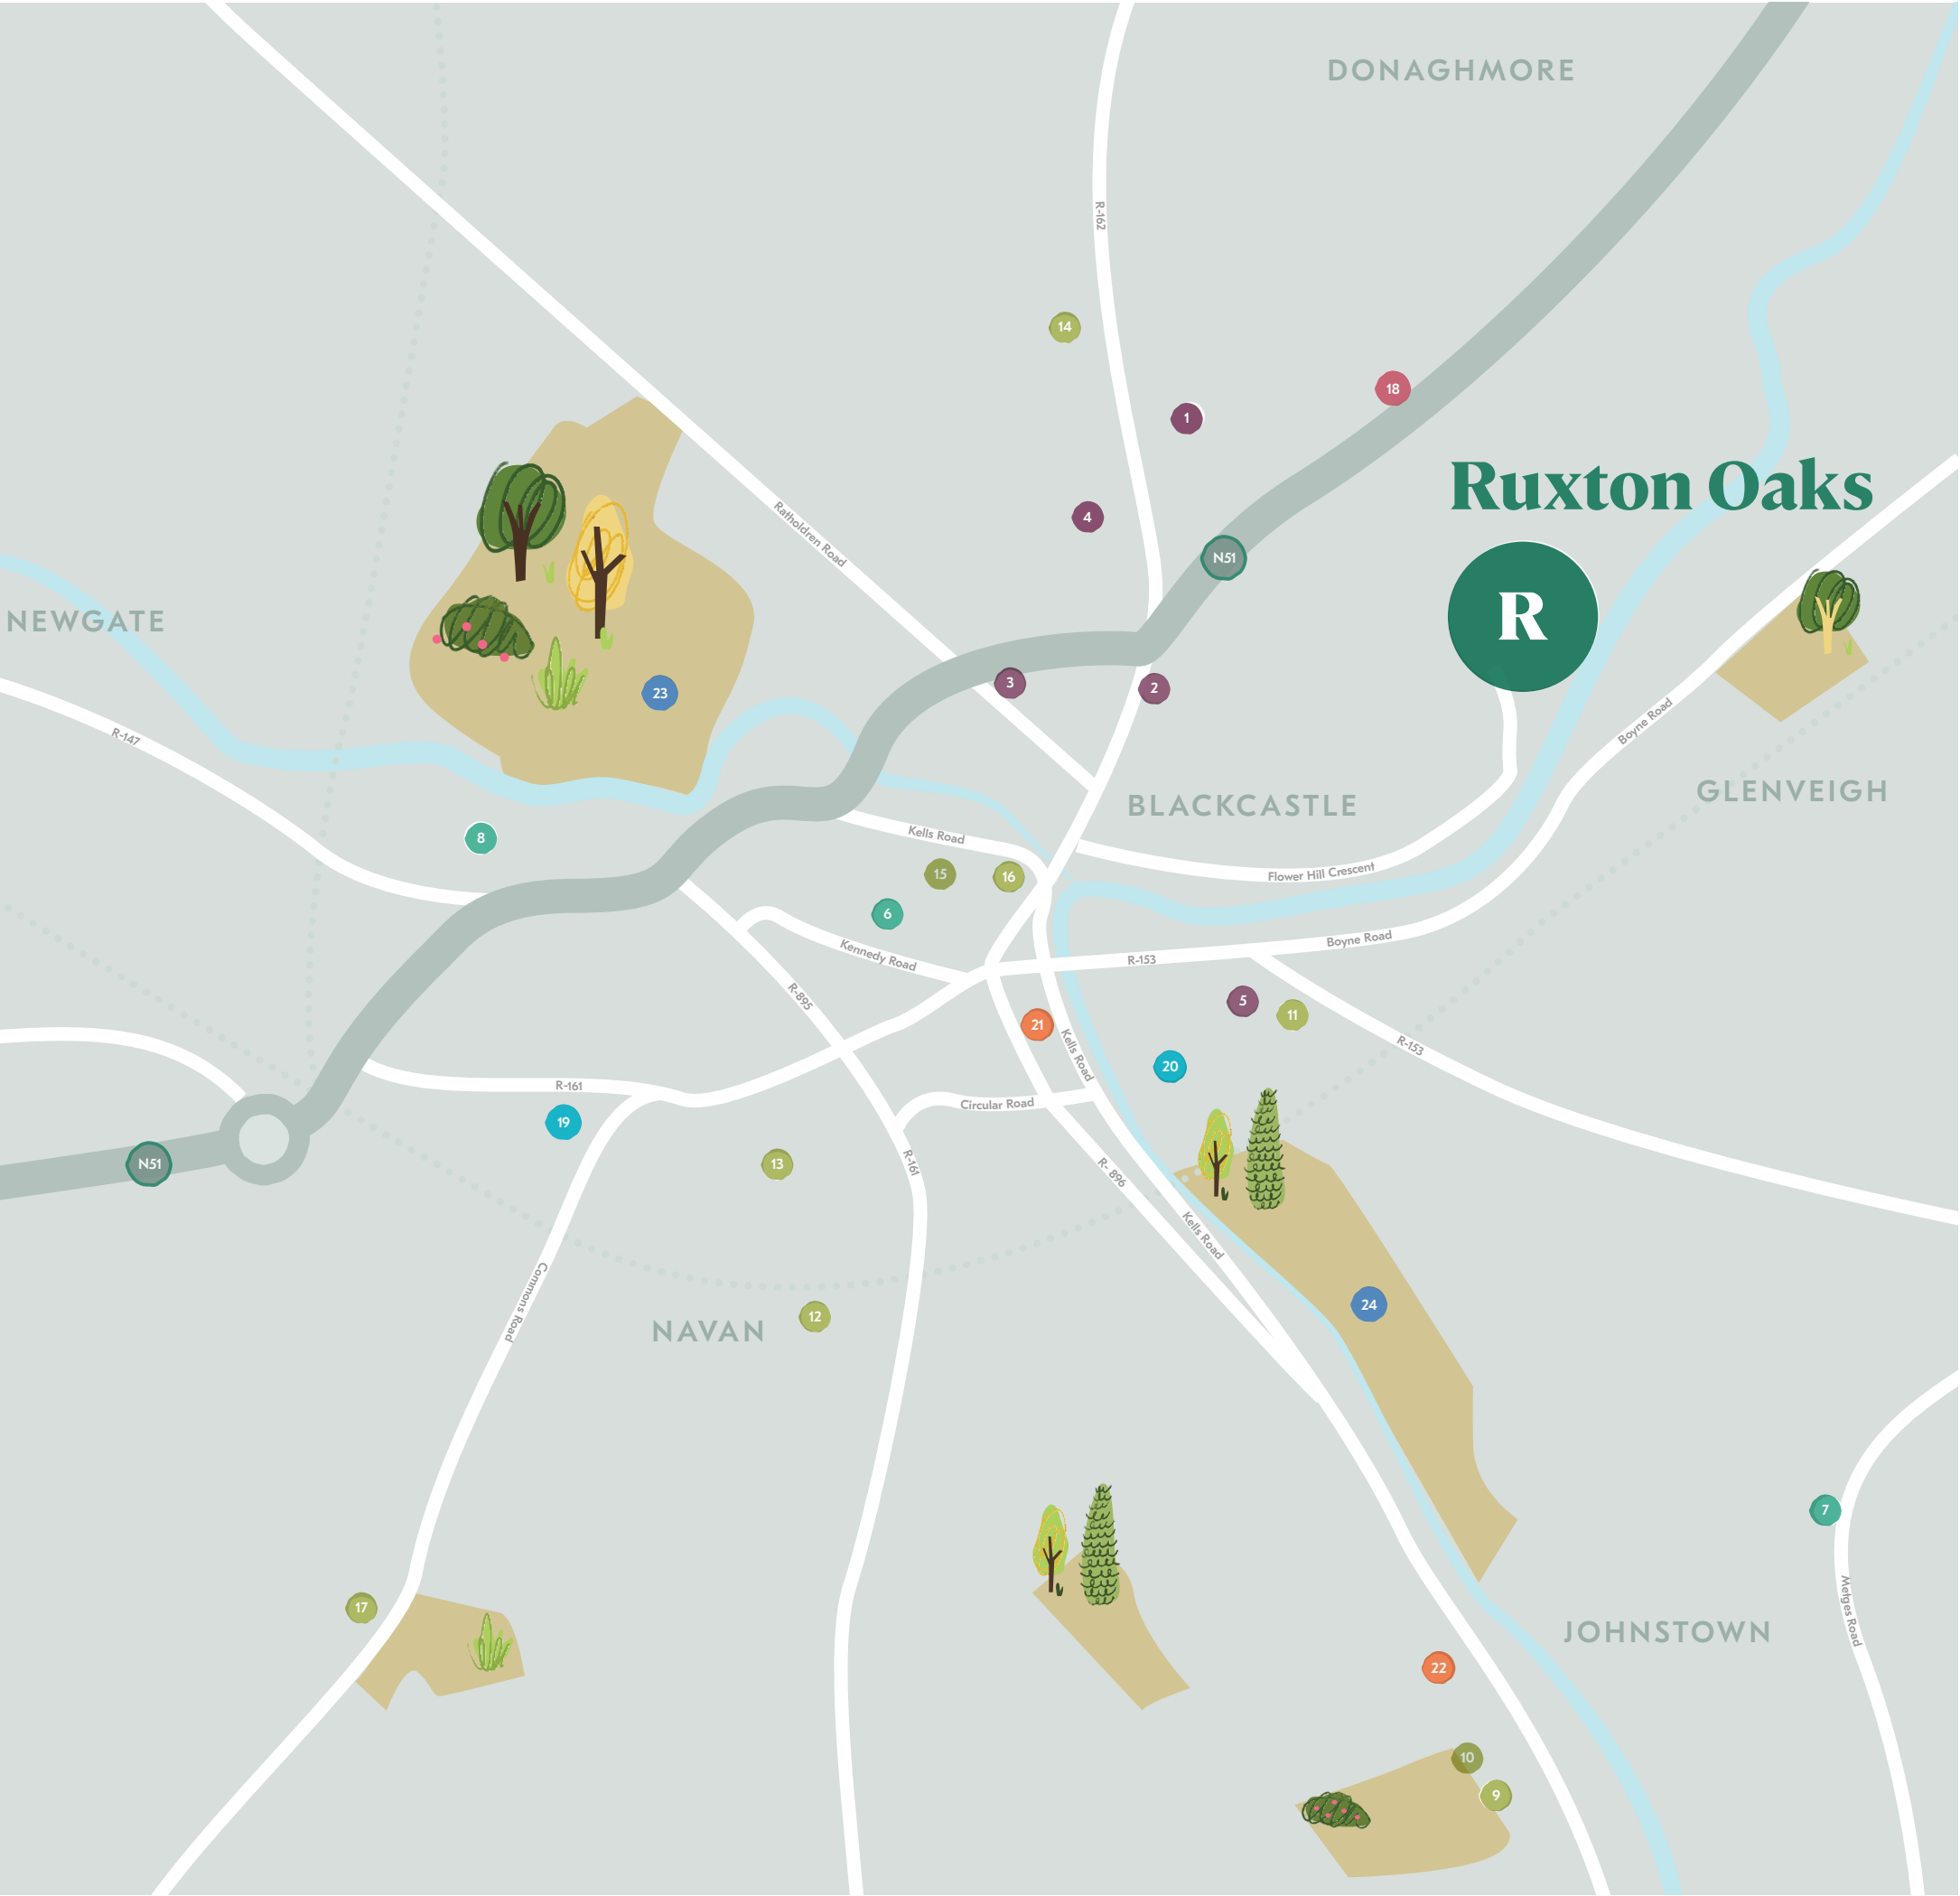 DONAGHMORE
R-162
14
18
1
Ruxton Oaks
4
Ratholdren Road
N51
R
NEWGATE
23
3
2
Boyne Road
R-147
GLENVEIGH
BLACKCASTLE
8
Kells Road
15
16
Flower Hill Crescent
6
Kennedy Road
Boyne Road
R-153
R-895
5
11
21
Kells Road
R-153
20
R-161
Circular Road
19
13
N51
R-161
R- 896
Kells Road
Commons Road
24
12
NAVAN
7
17
Metges Road
JOHNSTOWN
22
10
9